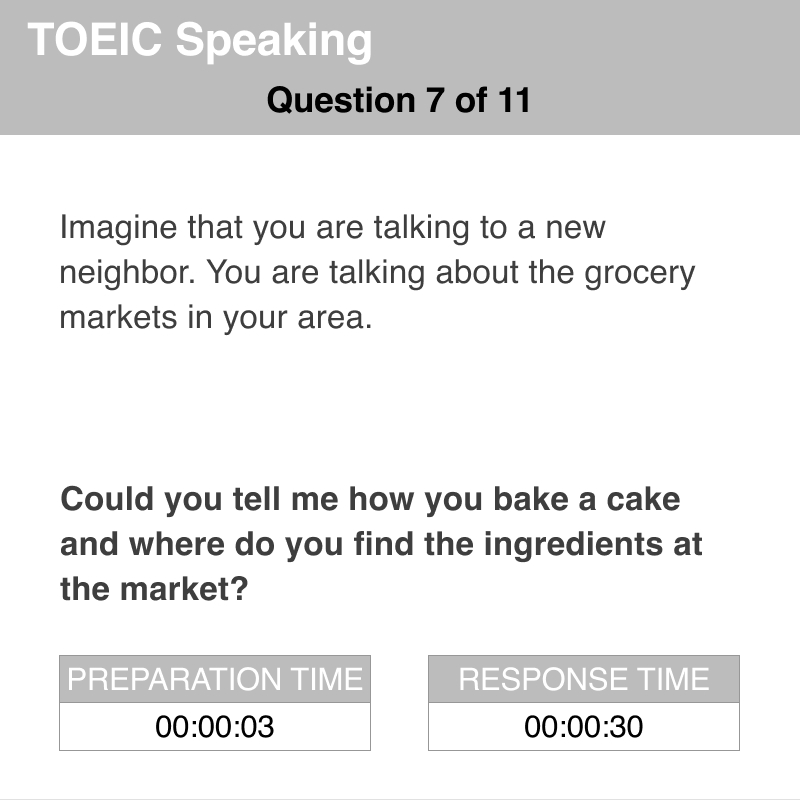 TOEIC Speaking
Question 7 of 11
Imagine that you are talking to a new
neighbor. You are talking about the grocery
markets in your area.
Could you tell me how you bake a cake
and where do you find the ingredients at
the market?
PREPARATION TIME
00:00:03
RESPONSE TIME
00:00:30